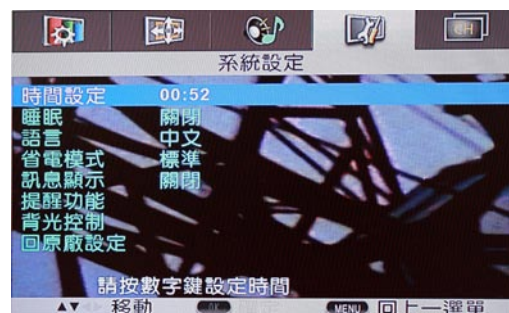 CH
系統設定
時間設定 00:52
睡眠 關閉
語言 中文
省電模式 標準
訊息顯示 關閉
提醒功能
背光控制
回原廠設定
請按數字鍵設定時間
▲▼ 移動 MENU 回上一選單